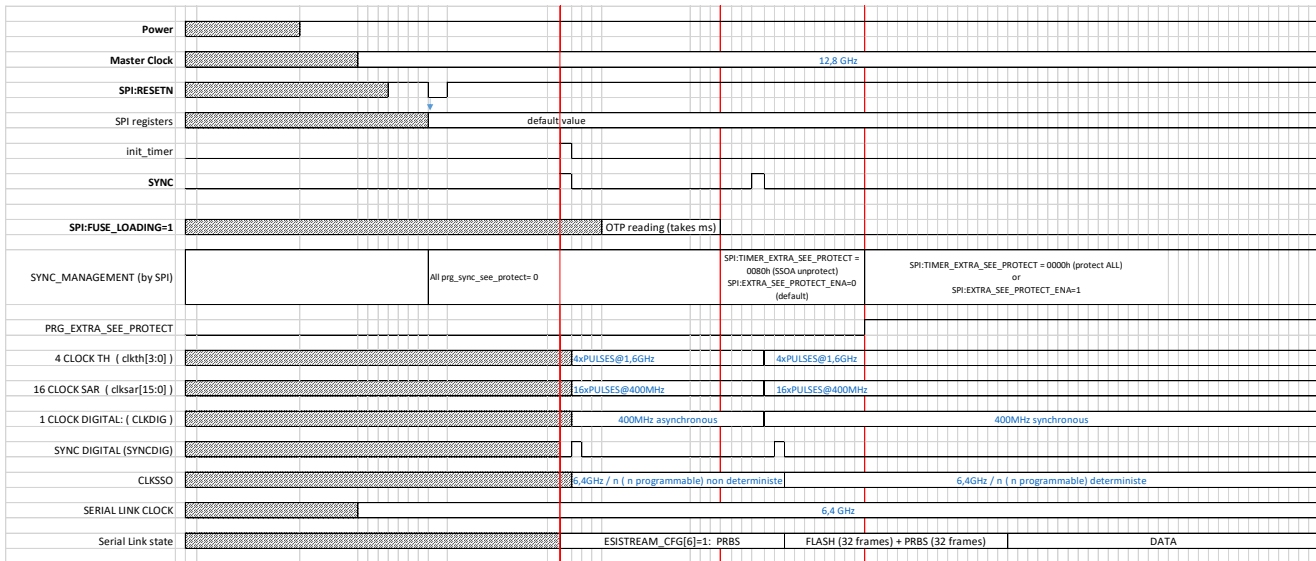 Power
Master Clock
12,8 GHz
SPI:RESETN
SPI registers
default value
init_timer
SYNC
SPI:FUSE_LOADING=1
OTP reading (takes ms)
SYNC_MANAGEMENT (by SPI)
All prg_sync_see_protect= 0
SPI:TIMER_EXTRA_SEE_PROTECT =
0080h (SSOA unprotect)
SPI:EXTRA_SEE_PROTECT_ENA=0
(default)
SPI:TIMER_EXTRA_SEE_PROTECT = 0000h (protect ALL)
or
SPI:EXTRA_SEE_PROTECT_ENA=1
PRG_EXTRA_SEE_PROTECT
4 CLOCK TH ( clkth[3:0] )
4xPULSES@1,6GHz
4xPULSES@1,6GHz
16 CLOCK SAR ( clksar[15:0] )
16xPULSES@400MHz
16xPULSES@400MHz
1 CLOCK DIGITAL: ( CLKDIG )
400MHz asynchronous
400MHz synchronous
SYNC DIGITAL (SYNCDIG)
CLKSSO
6,4GHz / n ( n programmable) non deterministe
6,4GHz / n ( n programmable) deterministe
SERIAL LINK CLOCK
6,4 GHz
Serial Link state
ESISTREAM_CFG[6]=1: PRBS
FLASH (32 frames) + PRBS (32 frames)
DATA